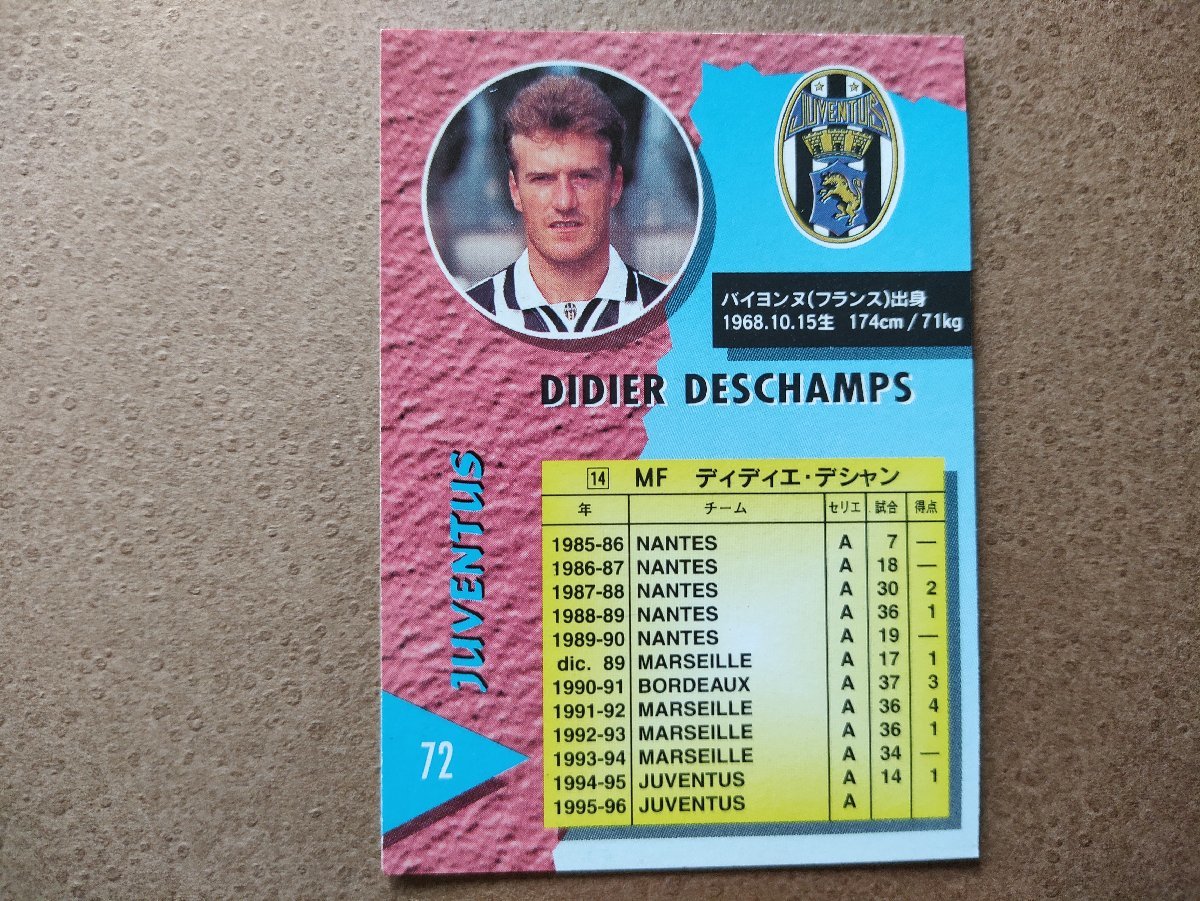 JUVENTUS
バイヨンヌ(フランス)出身
1968.10.15生 174cm/71kg
DIDIER DESCHAMPS
JUVENTUS
72
14 MF ディディエ・デシャン
年 チーム セリエ 試合 得点
1985-86 NANTES A 7 —
1986-87 NANTES A 18 —
1987-88 NANTES A 30 2
1988-89 NANTES A 36 1
1989-90 NANTES A 19 —
dic. 89 MARSEILLE A 17 1
1990-91 BORDEAUX A 37 3
1991-92 MARSEILLE A 36 4
1992-93 MARSEILLE A 36 1
1993-94 MARSEILLE A 34 —
1994-95 JUVENTUS A 14 1
1995-96 JUVENTUS A